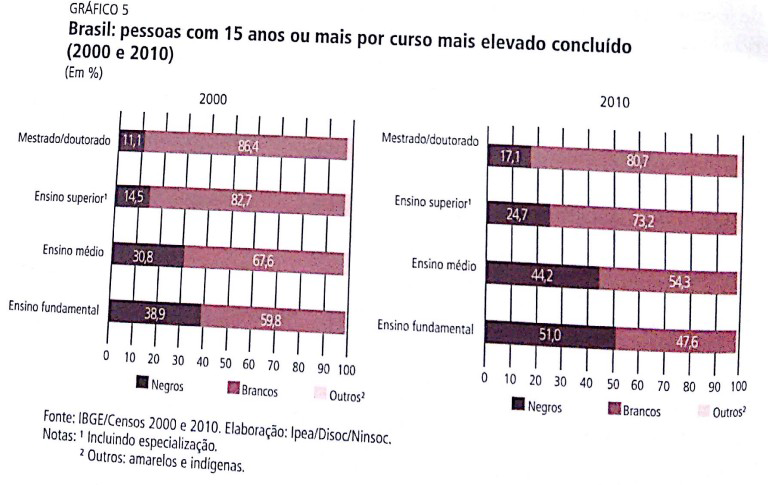 GRÁFICO 5
Brasil: pessoas com 15 anos ou mais por curso mais elevado concluído
(2000 e 2010)
(Em %)
2000
Mestrado/doutorado 11,1 86,4
Ensino superior¹ 14,5 82,7
Ensino médio 30,8 67,6
Ensino fundamental 38,9 59,8
0 10 20 30 40 50 60 70 80 90 100
Negros Brancos Outros²
2010
Mestrado/doutorado 17,1 80,7
Ensino superior¹ 24,7 73,2
Ensino médio 44,2 54,3
Ensino fundamental 51,0 47,6
0 10 20 30 40 50 60 70 80 90 100
Negros Brancos Outros²
Fonte: IBGE/Censos 2000 e 2010. Elaboração: Ipea/Disoc/Ninsoc.
Notas: ¹ Incluindo especialização.
² Outros: amarelos e indígenas.